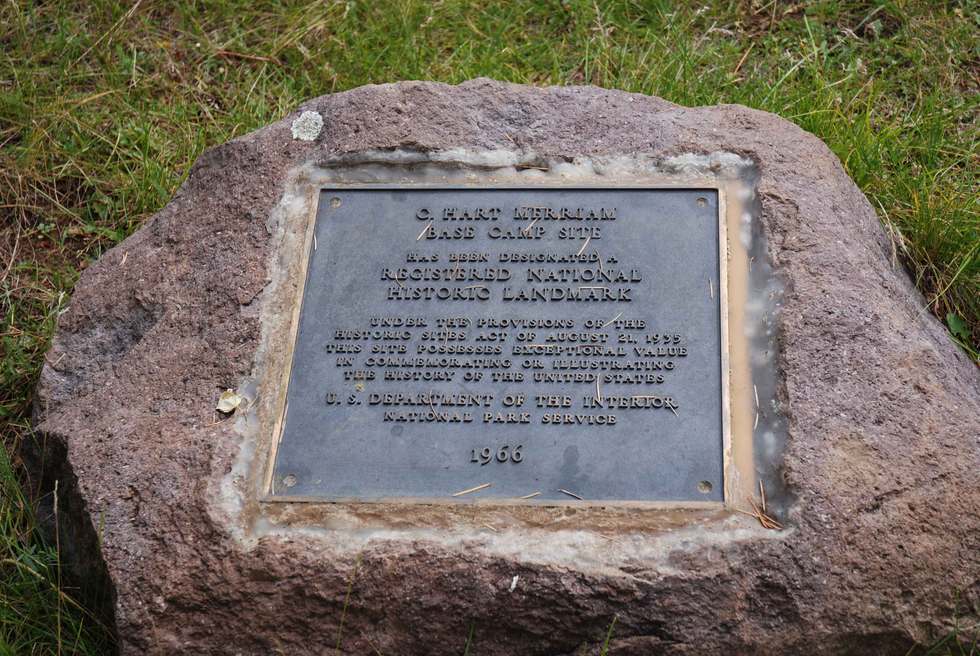 C. HART MERRIAM
BASE CAMP SITE
HAS BEEN DESIGNATED A
REGISTERED NATIONAL
HISTORIC LANDMARK
UNDER THE PROVISIONS OF THE
HISTORIC SITES ACT OF AUGUST 21, 1935
THIS SITE POSSESSES EXCEPTIONAL VALUE
IN COMMEMORATING OR ILLUSTRATING
THE HISTORY OF THE UNITED STATES
U. S. DEPARTMENT OF THE INTERIOR
NATIONAL PARK SERVICE
1966